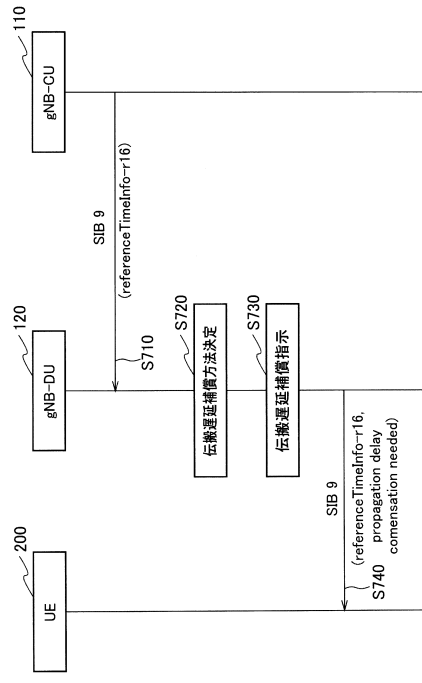 200
UE
120
gNB-DU
110
gNB-CU
SIB 9
(referenceTimeInfo-r16)
S710
S720
伝搬遅延補償方法決定
S730
伝搬遅延補償指示
SIB 9
(referenceTimeInfo-r16,
propagation delay
comensation needed)
S740